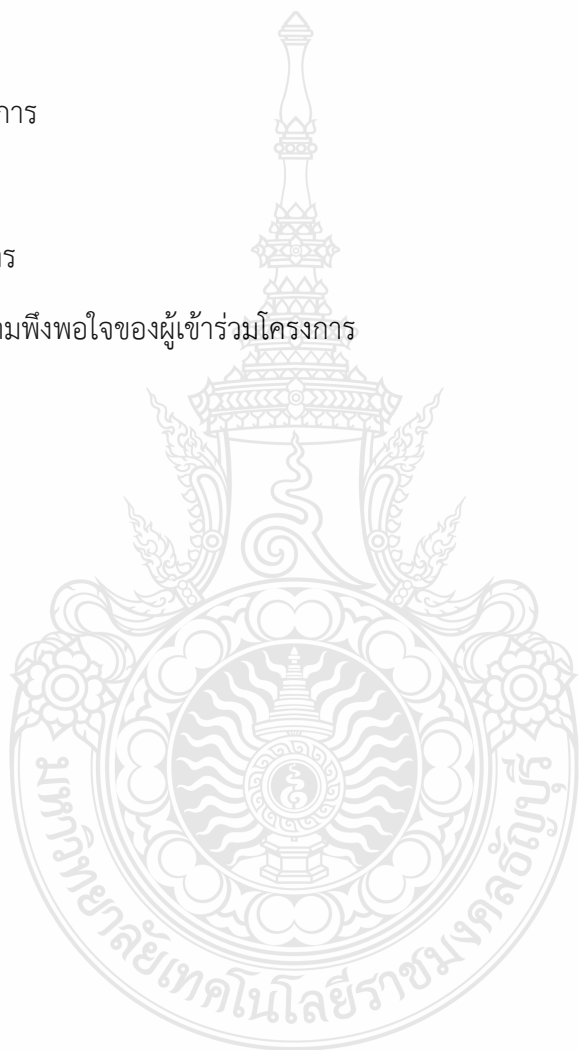 การ
าร
ามพึงพอใจของผู้เข้าร่วมโครงการ
มหาวิทยาลัยเทคโนโลยีราชมงคลธัญบุรี